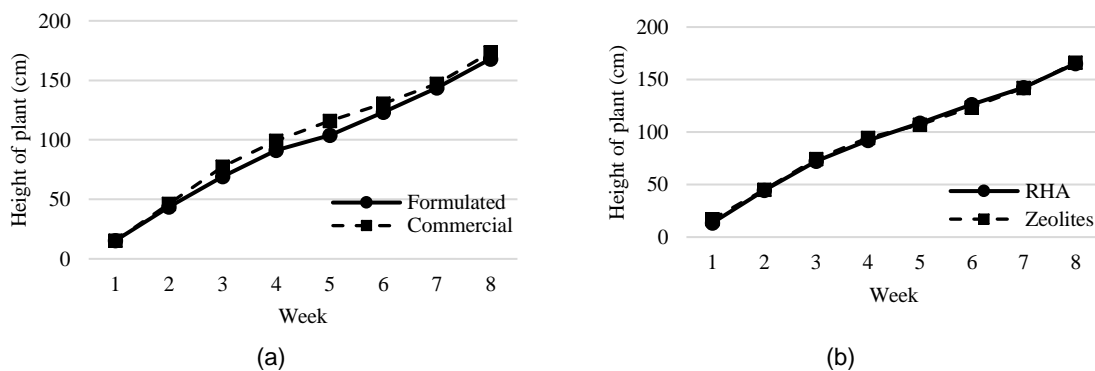 200
150
100
50
0
Height of plant (cm)
Formulated
Commercial
1 2 3 4 5 6 7 8
Week
(a)
200
150
100
50
0
Height of plant (cm)
RHA
Zeolites
1 2 3 4 5 6 7 8
Week
(b)